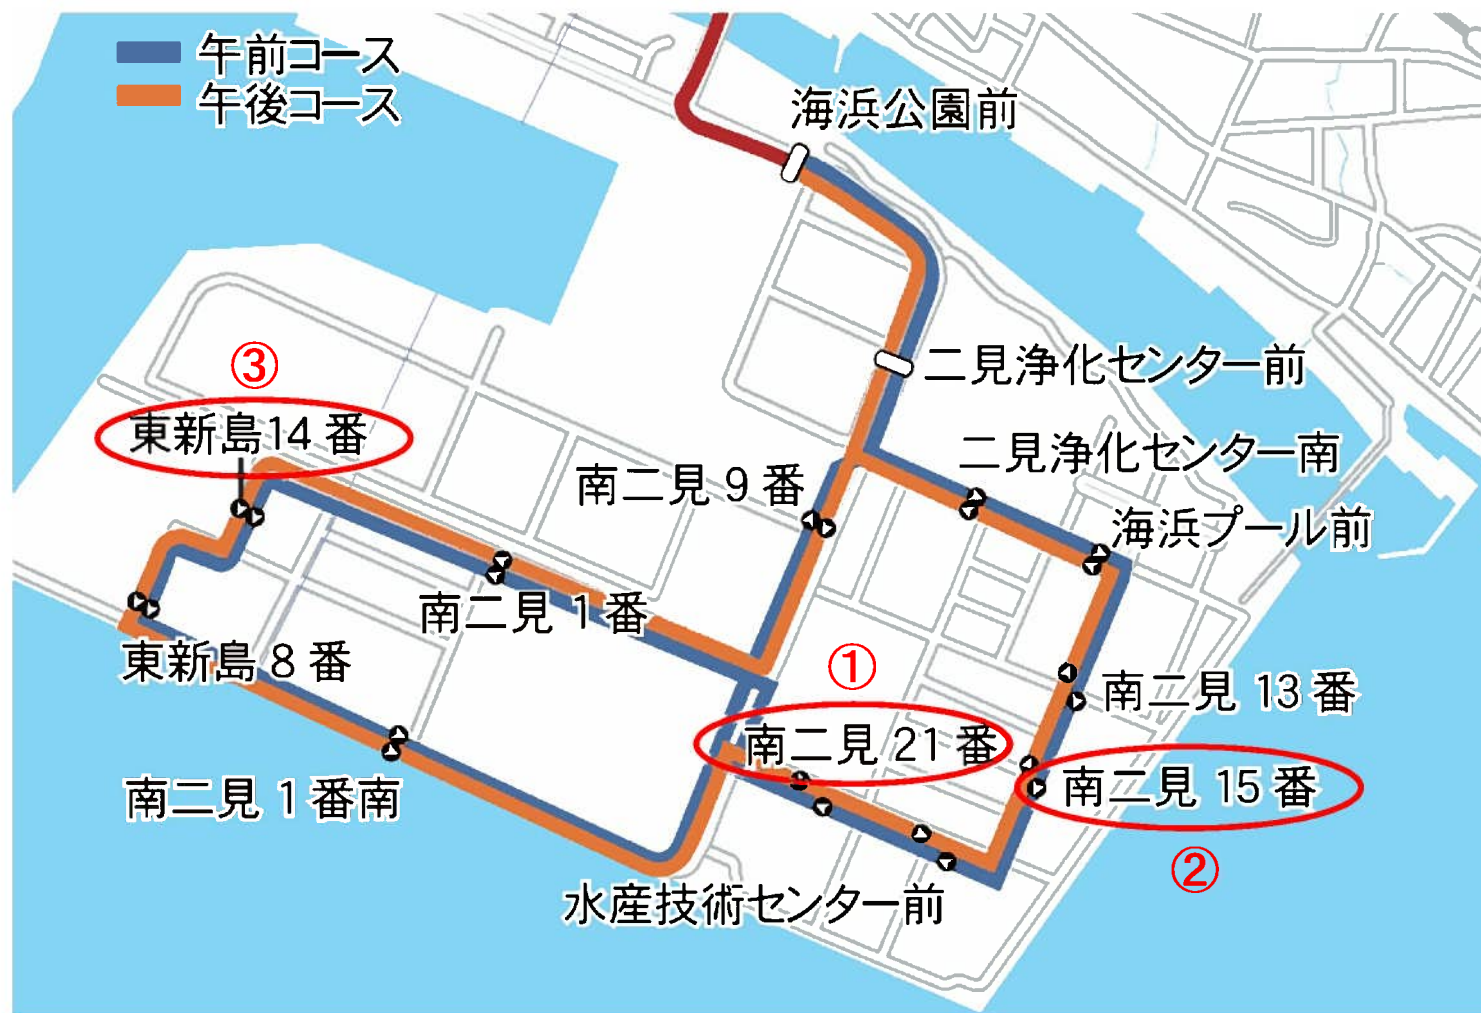 午前コース
午後コース
海浜公園前
二見浄化センター前
③
東新島14番
二見浄化センター南
南二見9番
海浜プール前
南二見1番
東新島8番
①
南二見13番
南二見21番
南二見15番
南二見1番南
②
水産技術センター前